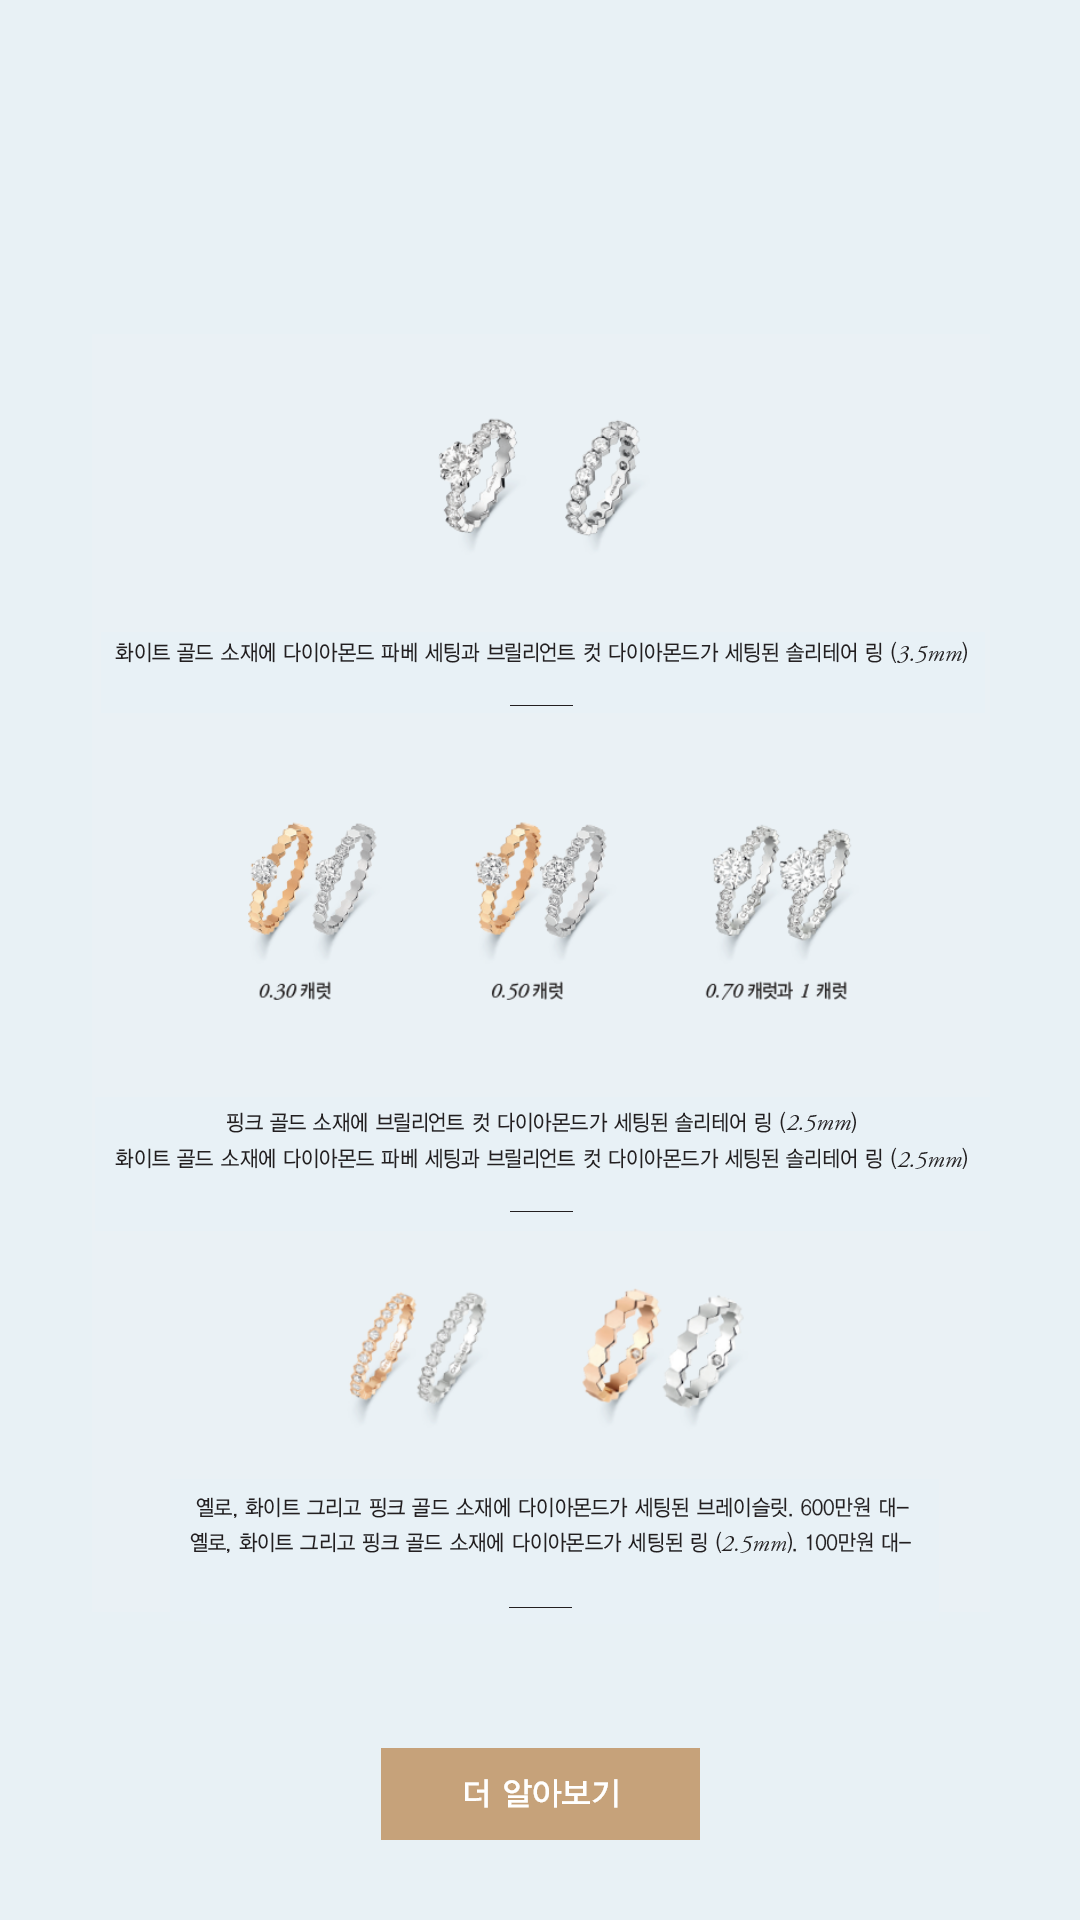 화이트 골드 소재에 다이아몬드 파베 세팅과 브릴리언트 컷 다이아몬드가 세팅된 솔리테어 링 (3.5mm)
0.30 캐럿
0.50 캐럿
0.70 캐럿과 1 캐럿
핑크 골드 소재에 브릴리언트 컷 다이아몬드가 세팅된 솔리테어 링 (2.5mm)
화이트 골드 소재에 다이아몬드 파베 세팅과 브릴리언트 컷 다이아몬드가 세팅된 솔리테어 링 (2.5mm)
옐로, 화이트 그리고 핑크 골드 소재에 다이아몬드가 세팅된 브레이슬릿. 600만원 대-
옐로, 화이트 그리고 핑크 골드 소재에 다이아몬드가 세팅된 링 (2.5mm). 100만원 대-
더 알아보기